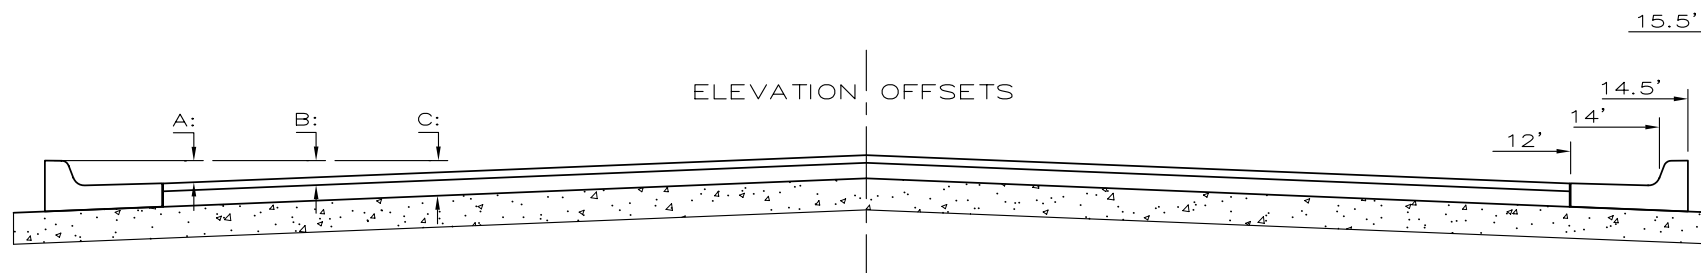 15.5'
ELEVATION OFFSETS
14.5'
A:
B:
C:
14'
12'